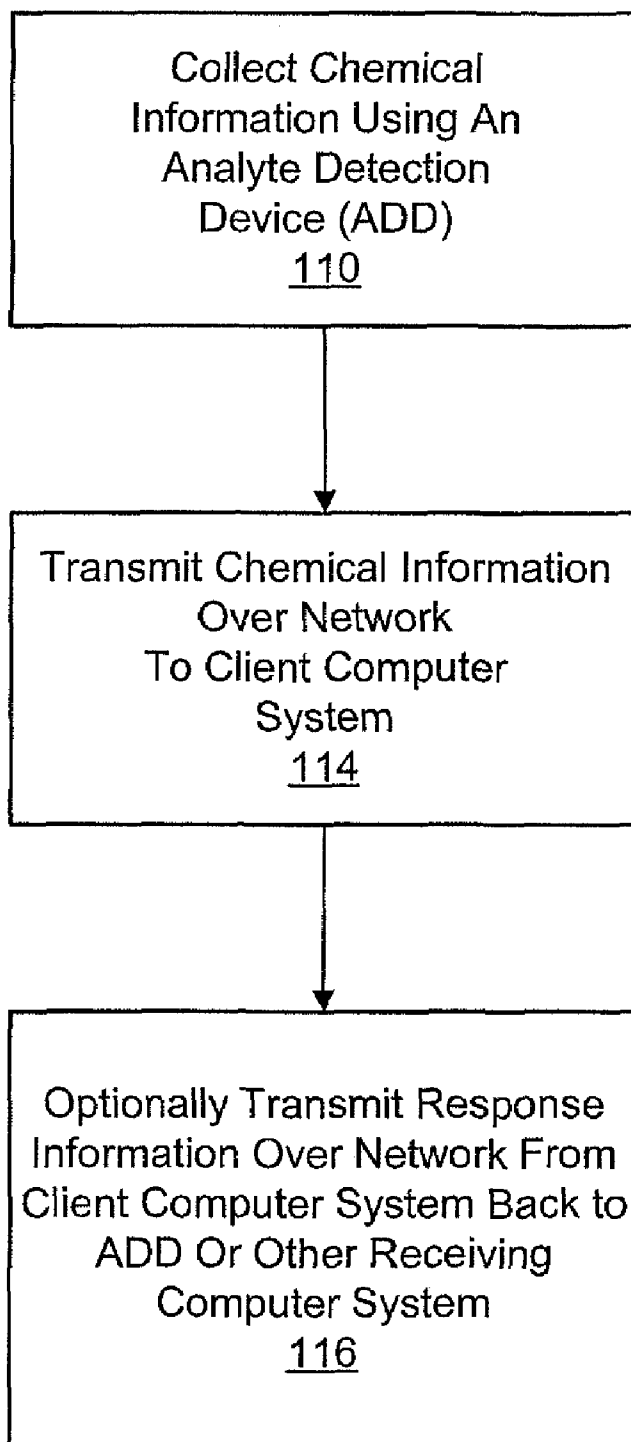 Collect Chemical
Information Using An
Analyte Detection
Device (ADD)
110
Transmit Chemical Information
Over Network
To Client Computer
System
114
Optionally Transmit Response
Information Over Network From
Client Computer System Back to
ADD Or Other Receiving
Computer System
116